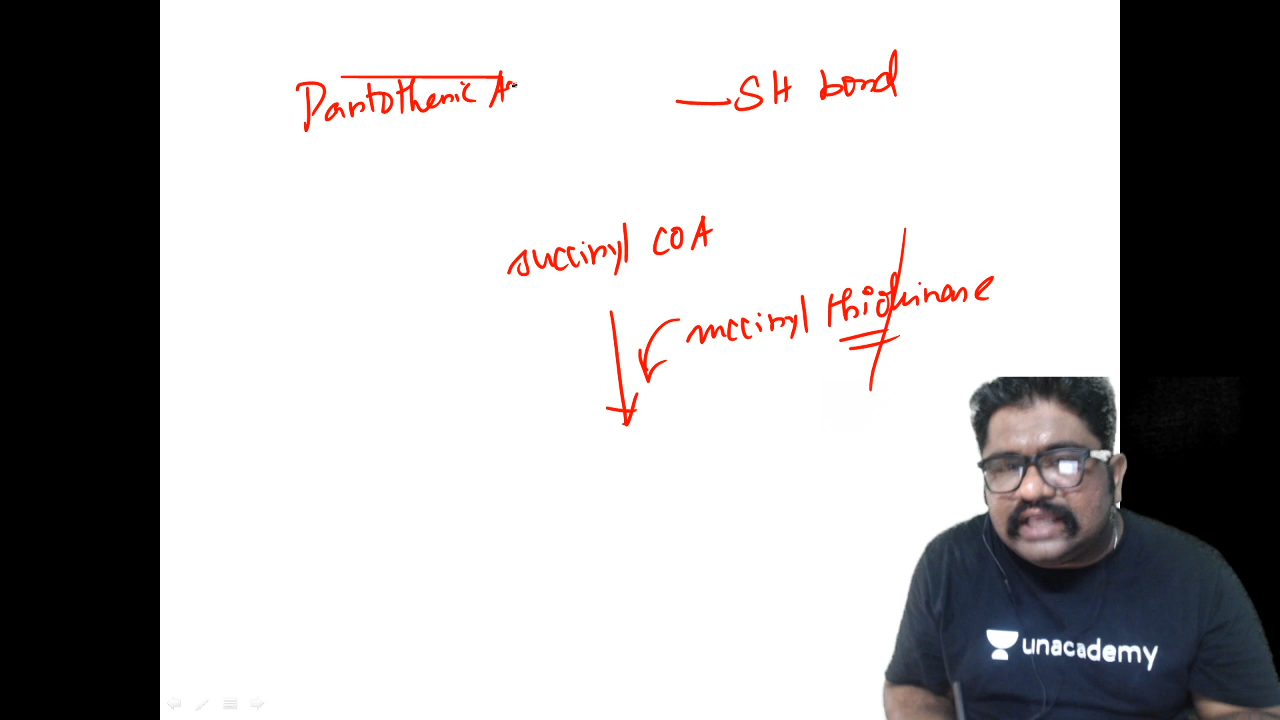 Pantothenic A
SH bond
succinyl COA
succinyl thiokinase
unacademy